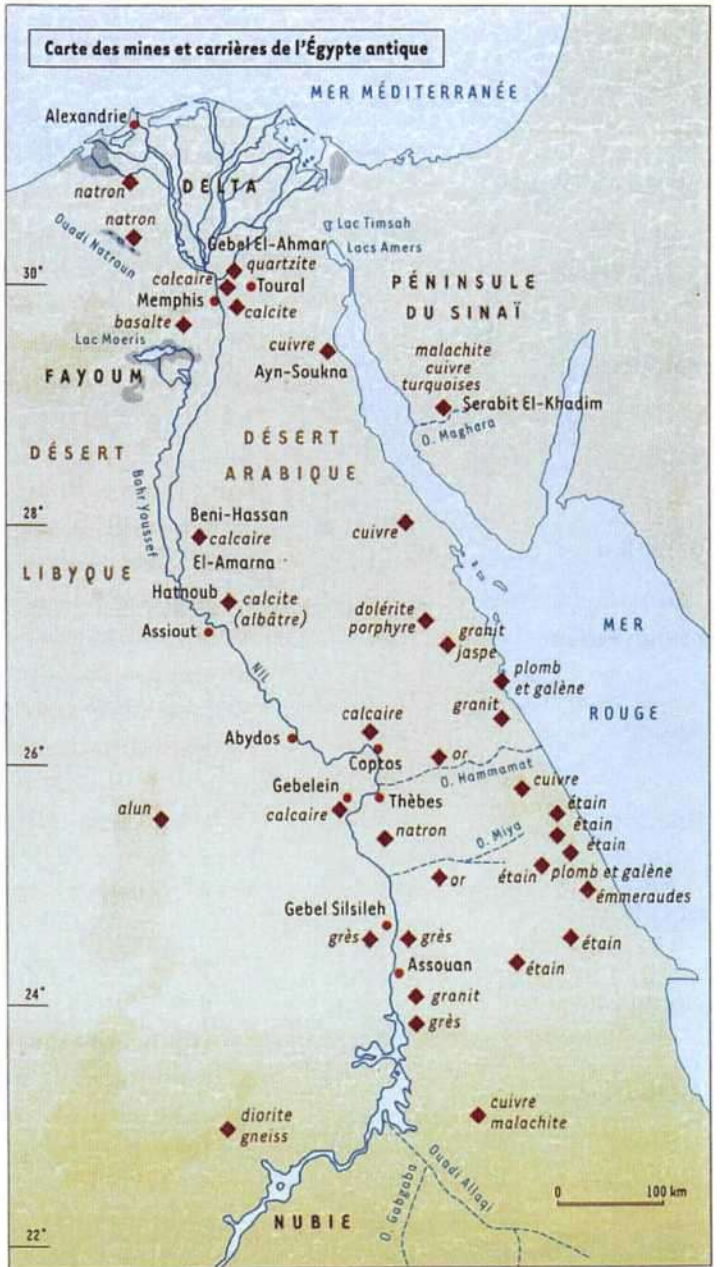 Carte des mines et carrières de l'Égypte antique
MER MÉDITERRANÉE
Alexandrie
natron
DELTA
natron
Ouadi Natroun
Lac Timsah
Gebel El-Ahmar
Lacs Amers
quartzite
30°
calcaire
Toural
PÉNINSULE
DU SINAÏ
Memphis
calcite
basalte
Lac Moeris
cuivre
Ayn-Soukna
malachite
cuivre
turquoises
FAYOUM
Serabit El-Khadim
O. Maghara
DÉSERT
ARABIQUE
DÉSERT
LIBYQUE
Bahr Youssef
28°
Beni-Hassan
calcaire
El-Amarna
cuivre
Hatnoub
calcite
(albâtre)
Assiout
dolérite
porphyre
granit
jaspe
MER
ROUGE
NIL
plomb
et galène
granit
calcaire
Abydos
26°
Coptos
or
O. Hammamat
Gebelein
Thèbes
cuivre
alun
calcaire
étain
étain
natron
O. Miya
étain
or
étain
plomb et galène
émmeraudes
Gebel Silsileh
grès
grès
étain
Assouan
étain
24°
granit
grès
cuivre
malachite
diorite
gneiss
Ouadi Allaqi
O. Gabgaba
0
100 km
NUBIE
22°